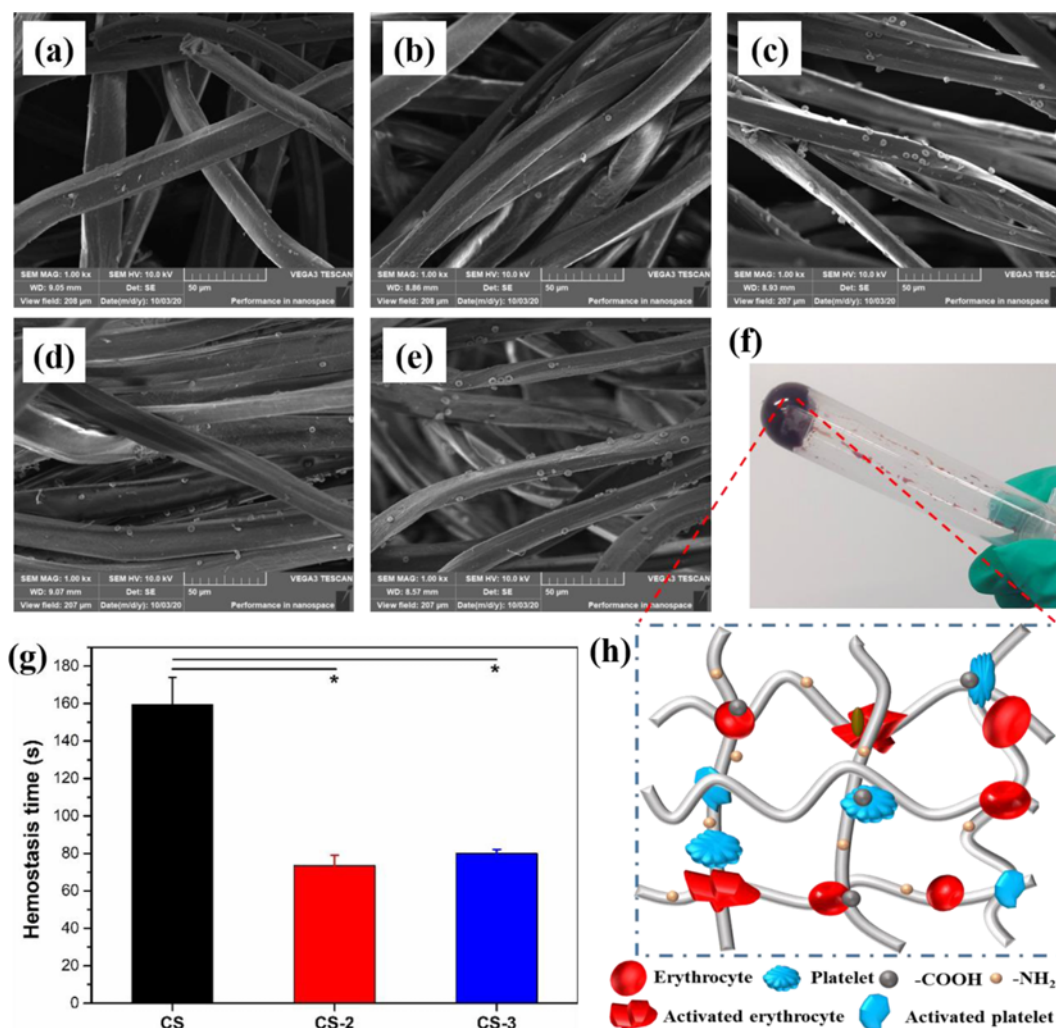 (a)
SEM MAG: 1.00 kx SEM HV: 10.0 kV VEGA3 TESCAN
WD: 9.05 mm Det: SE 50 µm
View field: 208 µm Date(m/d/y): 10/03/20 Performance in nanospace
(b)
SEM MAG: 1.00 kx SEM HV: 10.0 kV VEGA3 TESCAN
WD: 8.86 mm Det: SE 50 µm
View field: 208 µm Date(m/d/y): 10/03/20 Performance in nanospace
(c)
SEM MAG: 1.00 kx SEM HV: 10.0 kV VEGA3 TESCAN
WD: 8.93 mm Det: SE 50 µm
View field: 207 µm Date(m/d/y): 10/03/20 Performance in nanospace
(d)
SEM MAG: 1.00 kx SEM HV: 10.0 kV VEGA3 TESCAN
WD: 9.07 mm Det: SE 50 µm
View field: 207 µm Date(m/d/y): 10/03/20 Performance in nanospace
(e)
SEM MAG: 1.00 kx SEM HV: 10.0 kV VEGA3 TESCAN
WD: 8.57 mm Det: SE 50 µm
View field: 207 µm Date(m/d/y): 10/03/20 Performance in nanospace
(f)
(g)
Hemostasis time (s)
180
160
140
120
100
80
60
40
20
0
*
*
CS CS-2 CS-3
(h)
Erythrocyte Platelet -COOH -NH₂
Activated erythrocyte Activated platelet